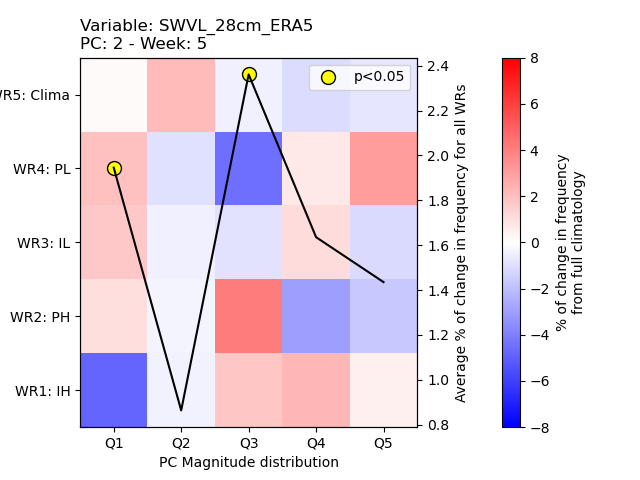 Variable: SWVL_28cm_ERA5
PC: 2 - Week: 5
p<0.05
WR5: Clima
WR4: PL
WR3: IL
WR2: PH
WR1: IH
Q1 Q2 Q3 Q4 Q5
PC Magnitude distribution
2.4
2.2
2.0
1.8
1.6
1.4
1.2
1.0
0.8
Average % of change in frequency for all WRs
8
6
4
2
0
−2
−4
−6
−8
% of change in frequency
from full climatology